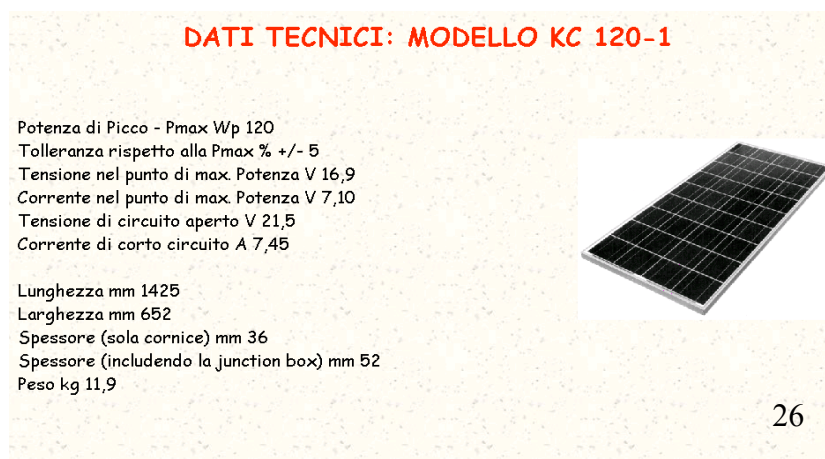 DATI TECNICI: MODELLO KC 120-1
Potenza di Picco - Pmax Wp 120
Tolleranza rispetto alla Pmax % +/- 5
Tensione nel punto di max. Potenza V 16,9
Corrente nel punto di max. Potenza V 7,10
Tensione di circuito aperto V 21,5
Corrente di corto circuito A 7,45
Lunghezza mm 1425
Larghezza mm 652
Spessore (sola cornice) mm 36
Spessore (includendo la junction box) mm 52
Peso kg 11,9
26